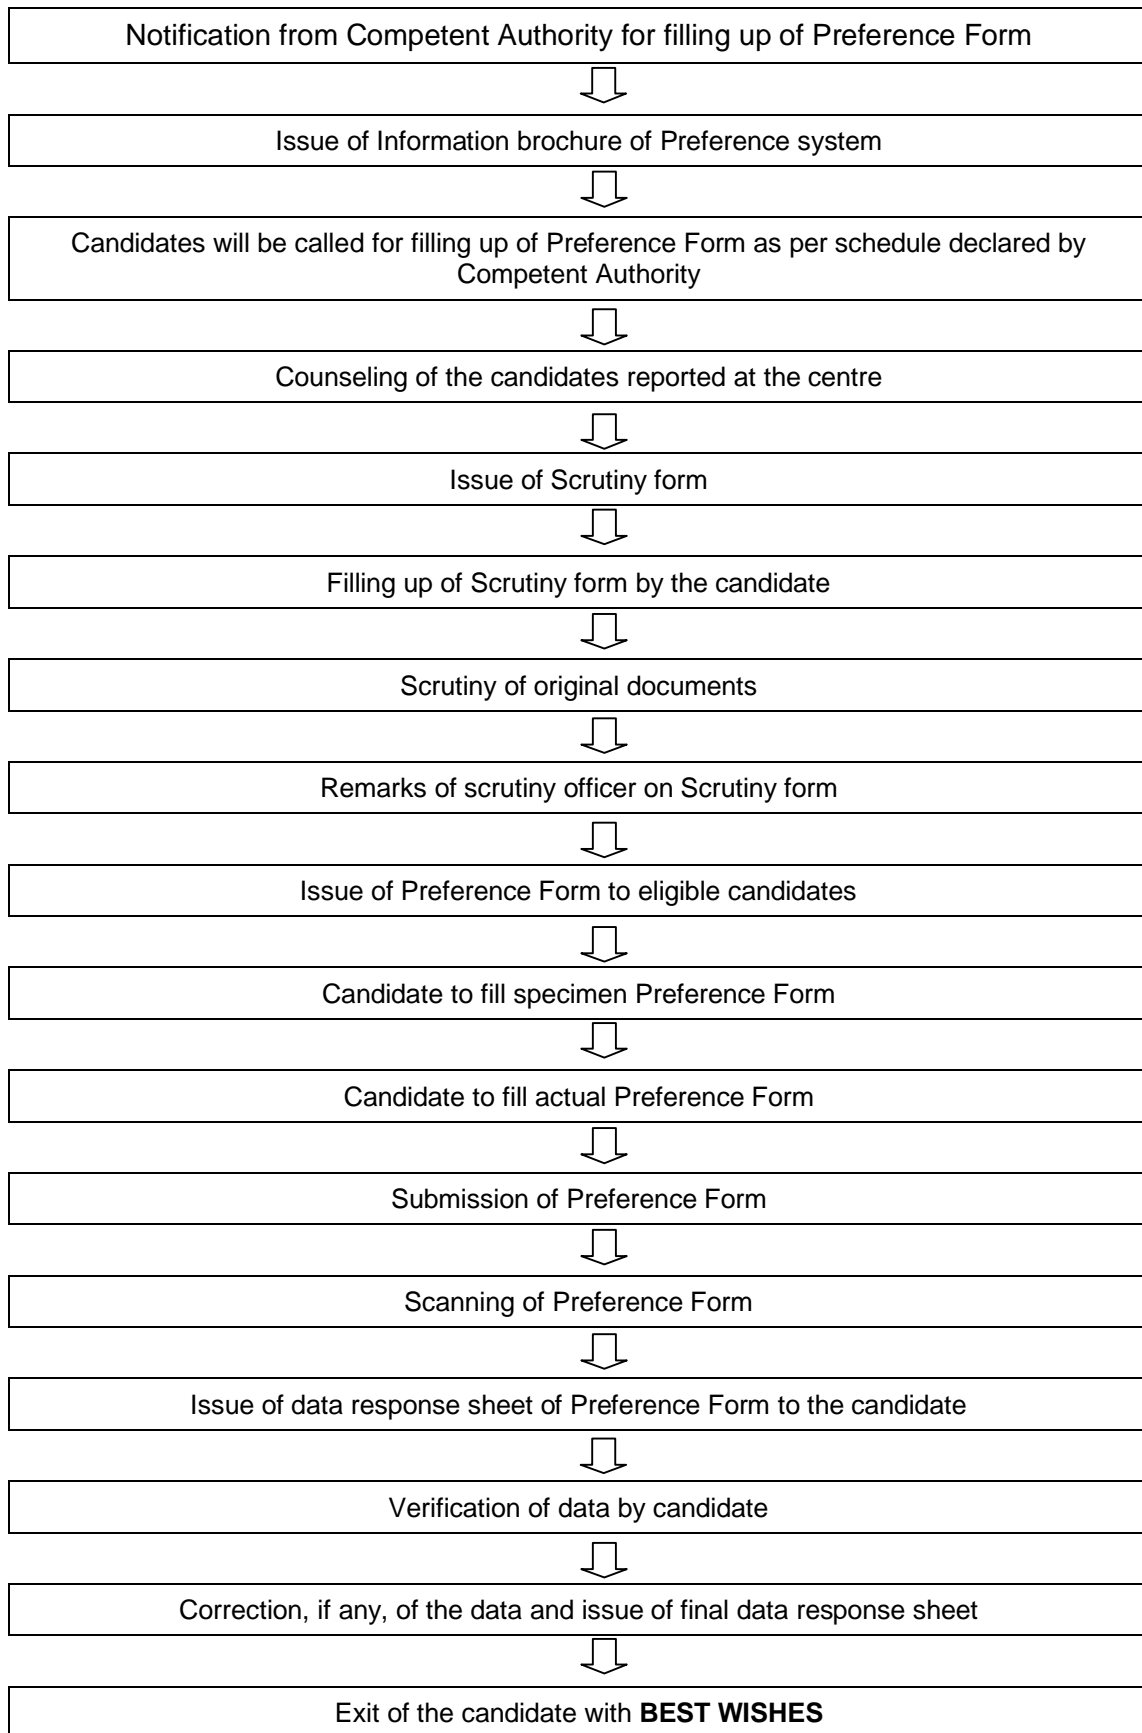 Notification from Competent Authority for filling up of Preference Form
Issue of Information brochure of Preference system
Candidates will be called for filling up of Preference Form as per schedule declared by
Competent Authority
Counseling of the candidates reported at the centre
Issue of Scrutiny form
Filling up of Scrutiny form by the candidate
Scrutiny of original documents
Remarks of scrutiny officer on Scrutiny form
Issue of Preference Form to eligible candidates
Candidate to fill specimen Preference Form
Candidate to fill actual Preference Form
Submission of Preference Form
Scanning of Preference Form
Issue of data response sheet of Preference Form to the candidate
Verification of data by candidate
Correction, if any, of the data and issue of final data response sheet
Exit of the candidate with BEST WISHES